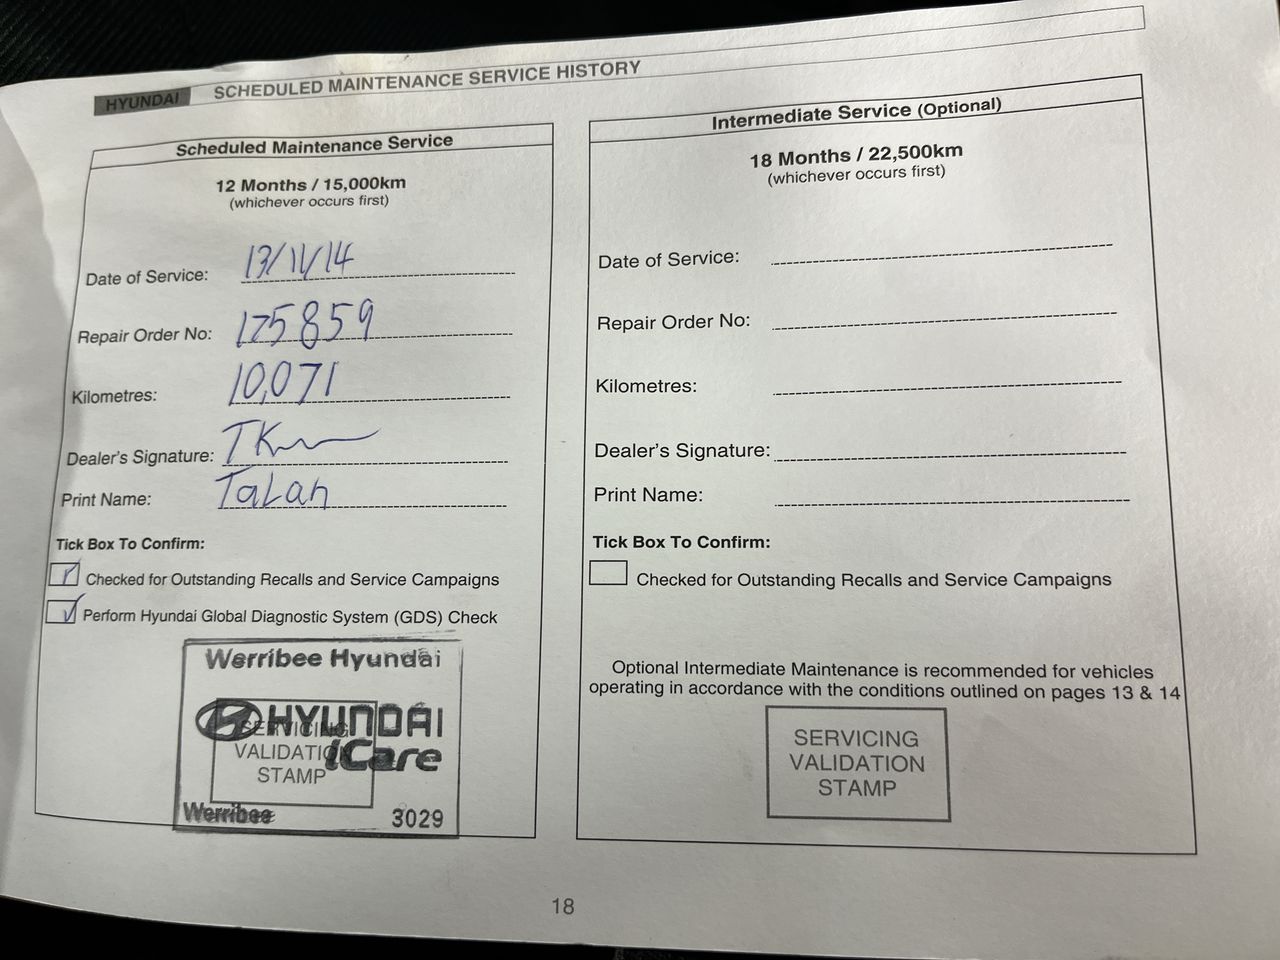 HYUNDAI SCHEDULED MAINTENANCE SERVICE HISTORY
Scheduled Maintenance Service
12 Months / 15,000km
(whichever occurs first)
Date of Service: 13/11/14
Repair Order No: 175859
Kilometres: 10,071
Dealer's Signature: TK
Print Name: TaLan
Tick Box To Confirm:
Checked for Outstanding Recalls and Service Campaigns
Perform Hyundai Global Diagnostic System (GDS) Check
Werribee Hyundai
HYUNDAI
iCare
SERVICING
VALIDATION
STAMP
Werribee 3029
Intermediate Service (Optional)
18 Months / 22,500km
(whichever occurs first)
Date of Service:
Repair Order No:
Kilometres:
Dealer's Signature:
Print Name:
Tick Box To Confirm:
Checked for Outstanding Recalls and Service Campaigns
Optional Intermediate Maintenance is recommended for vehicles
operating in accordance with the conditions outlined on pages 13 & 14
SERVICING
VALIDATION
STAMP
18